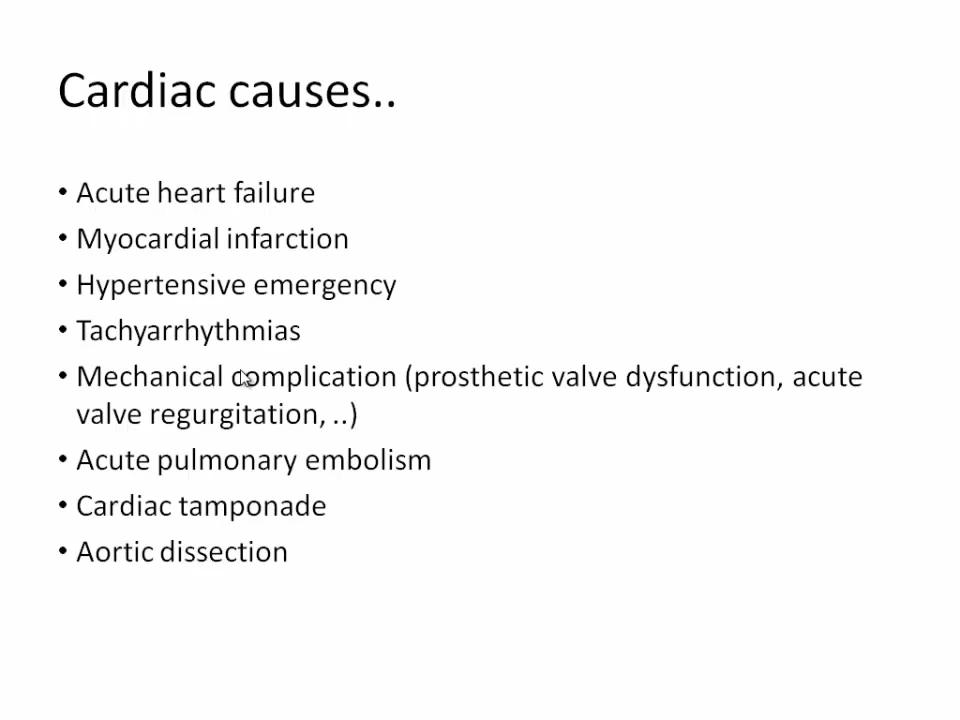 Cardiac causes..
• Acute heart failure
• Myocardial infarction
• Hypertensive emergency
• Tachyarrhythmias
• Mechanical complication (prosthetic valve dysfunction, acute
valve regurgitation, ..)
• Acute pulmonary embolism
• Cardiac tamponade
• Aortic dissection